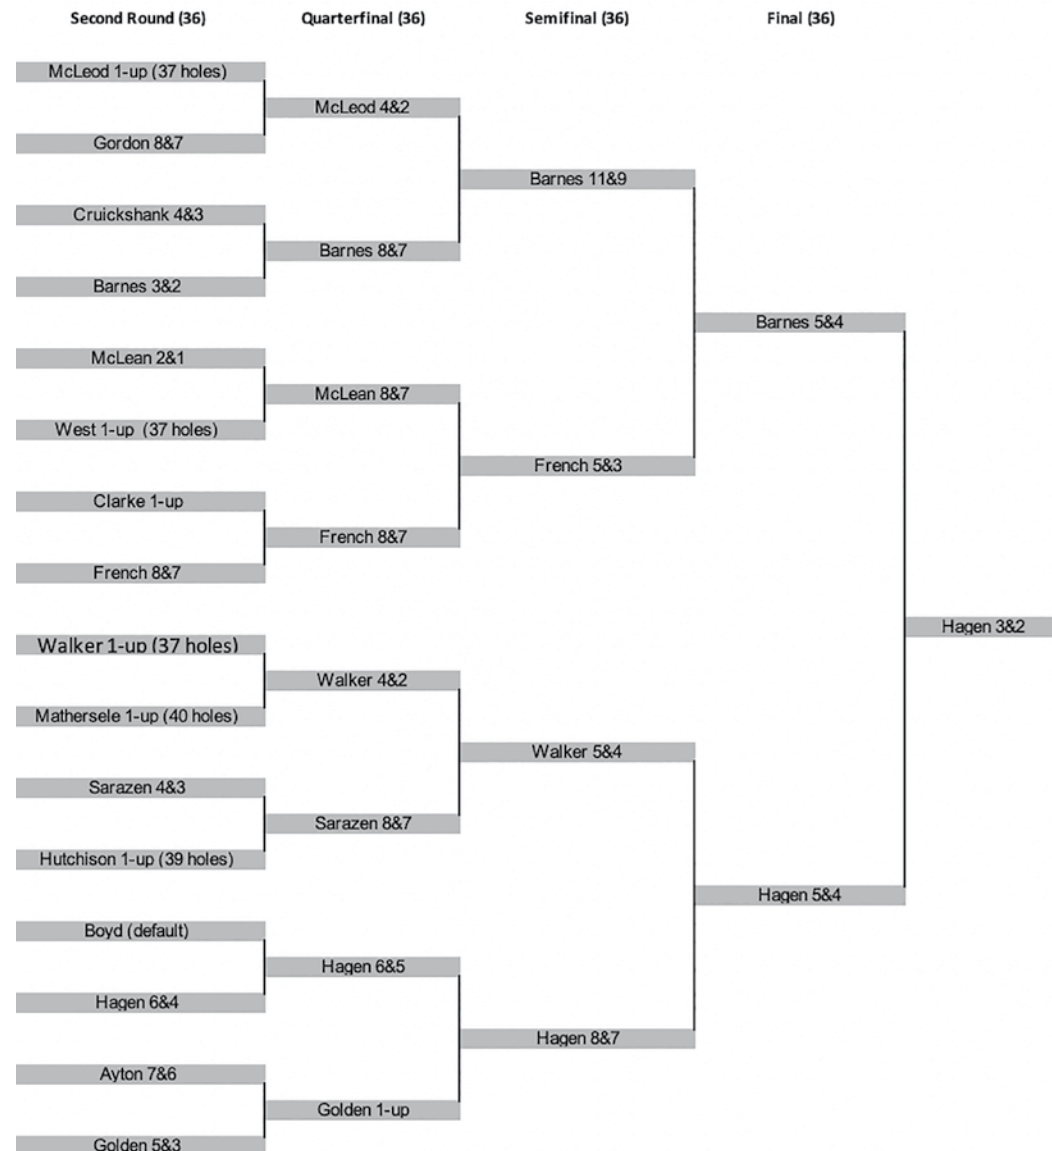 Second Round (36)
Quarterfinal (36)
Semifinal (36)
Final (36)
McLeod 1-up (37 holes)
Gordon 8&7
Cruickshank 4&3
Barnes 3&2
McLean 2&1
West 1-up (37 holes)
Clarke 1-up
French 8&7
Walker 1-up (37 holes)
Mathersele 1-up (40 holes)
Sarazen 4&3
Hutchison 1-up (39 holes)
Boyd (default)
Hagen 6&4
Ayton 7&6
Golden 5&3
McLeod 4&2
Barnes 8&7
McLean 8&7
French 8&7
Walker 4&2
Sarazen 8&7
Hagen 6&5
Golden 1-up
Barnes 11&9
French 5&3
Walker 5&4
Hagen 8&7
Barnes 5&4
Hagen 5&4
Hagen 3&2